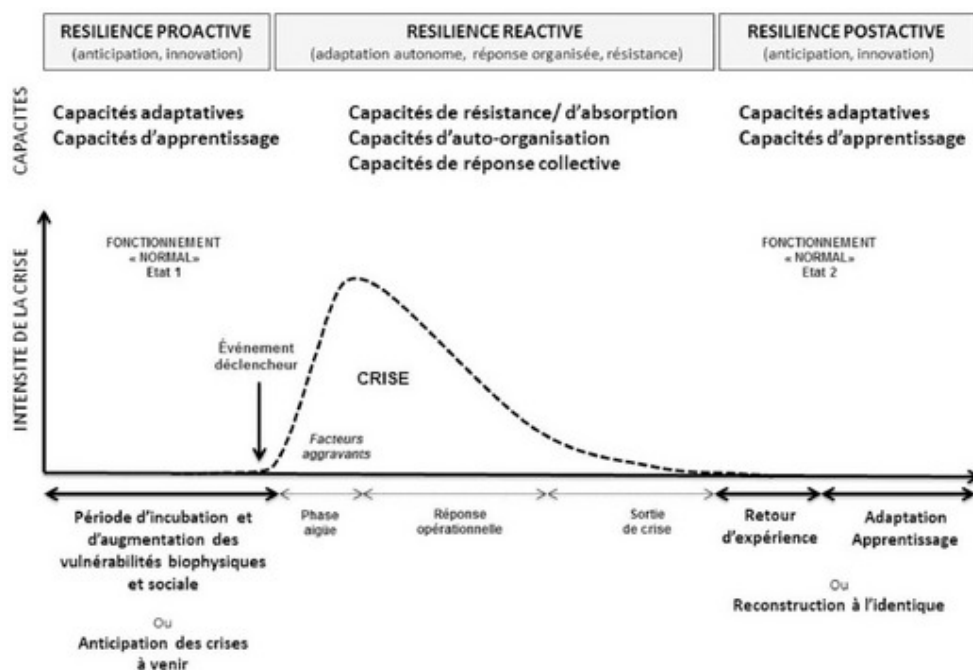 RESILIENCE PROACTIVE
(anticipation, innovation)
RESILIENCE REACTIVE
(adaptation autonome, réponse organisée, résistance)
RESILIENCE POSTACTIVE
(anticipation, innovation)
CAPACITES
Capacités adaptatives
Capacités d'apprentissage
Capacités de résistance/ d'absorption
Capacités d'auto-organisation
Capacités de réponse collective
Capacités adaptatives
Capacités d'apprentissage
INTENSITE DE LA CRISE
FONCTIONNEMENT
« NORMAL»
Etat 1
FONCTIONNEMENT
« NORMAL»
Etat 2
Événement
déclencheur
CRISE
Facteurs
aggravants
Période d'incubation et
d'augmentation des
vulnérabilités biophysiques
et sociale
Ou
Anticipation des crises
à venir
Phase
aigüe
Réponse
opérationnelle
Sortie
de crise
Retour
d'expérience
Adaptation
Apprentissage
Ou
Reconstruction à l'identique